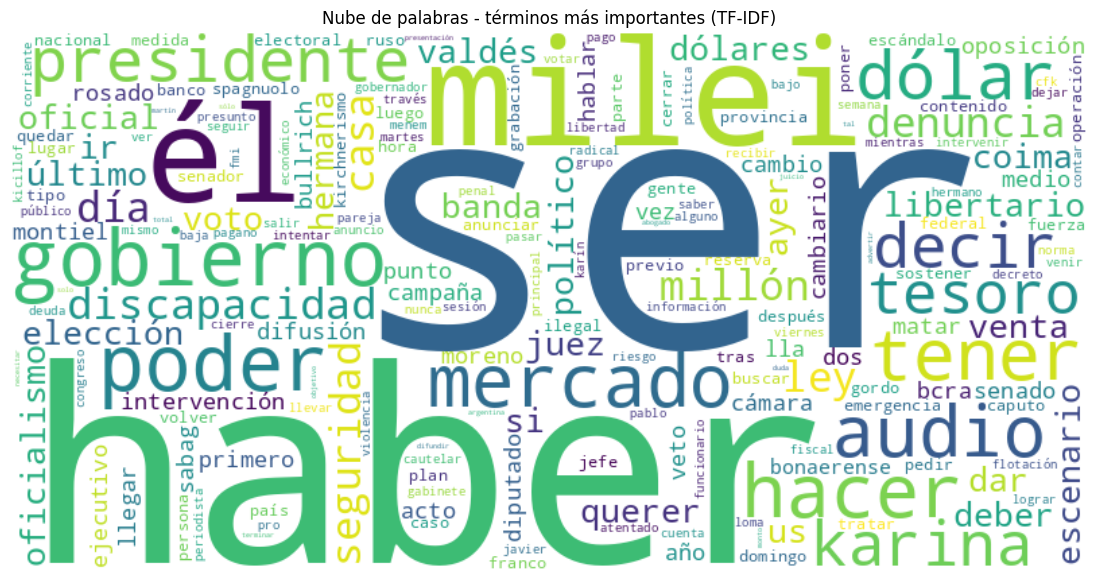 Nube de palabras - términos más importantes (TF-IDF)
nacional medida electoral ruso presentación pago escándalo
presidente valdés votar dólares poner oposición
corriente rosado banco spagnuolo milei hablar dólar cfk
martín gobernador grabación parte cerrar política bajo semana dejar
oficial presunto través casa libertad provincia contenido operación
quedar ver seguir fmi económico luego menem martes denuncia
él hermana hora radical recibir tal mientras intervenir
kicillof lugar ir bullrich kirchnerismo grupo cambio coima contar
último senador ser juicio medio
tipo día penal gente hermano
público voto banda vez saber alguno ayer libertario
montiel mismo salir pareja anunciar abogado federal fuerza
total baja pagano anuncio intentar pasar político karin previo reserva cambiario decir norma
gobierno punto principal millón advertir sostener decreto venir
solo discapacidad campaña información tesoro
deuda cierre nunca sesión después
elección difusión ilegal viernes matar venta
necesitar congreso poder moreno juez riesgo tras lla dos tener
objetivo mercado buscar duda ley gordo bcra senado
oficialismo intervención llevar argentina pablo cámara emergencia caputo
volver violencia si audio
haber difundir
sabag primero seguridad cautelar diputado jefe veto funcionario fiscal flotación
ejecutivo persona periodista plan bonaerense pedir escenario
llegar país gabinete querer hacer dar lograr
pro acto atentado loma deber
terminar caso cuenta año us tratar
javier franco monto domingo karina